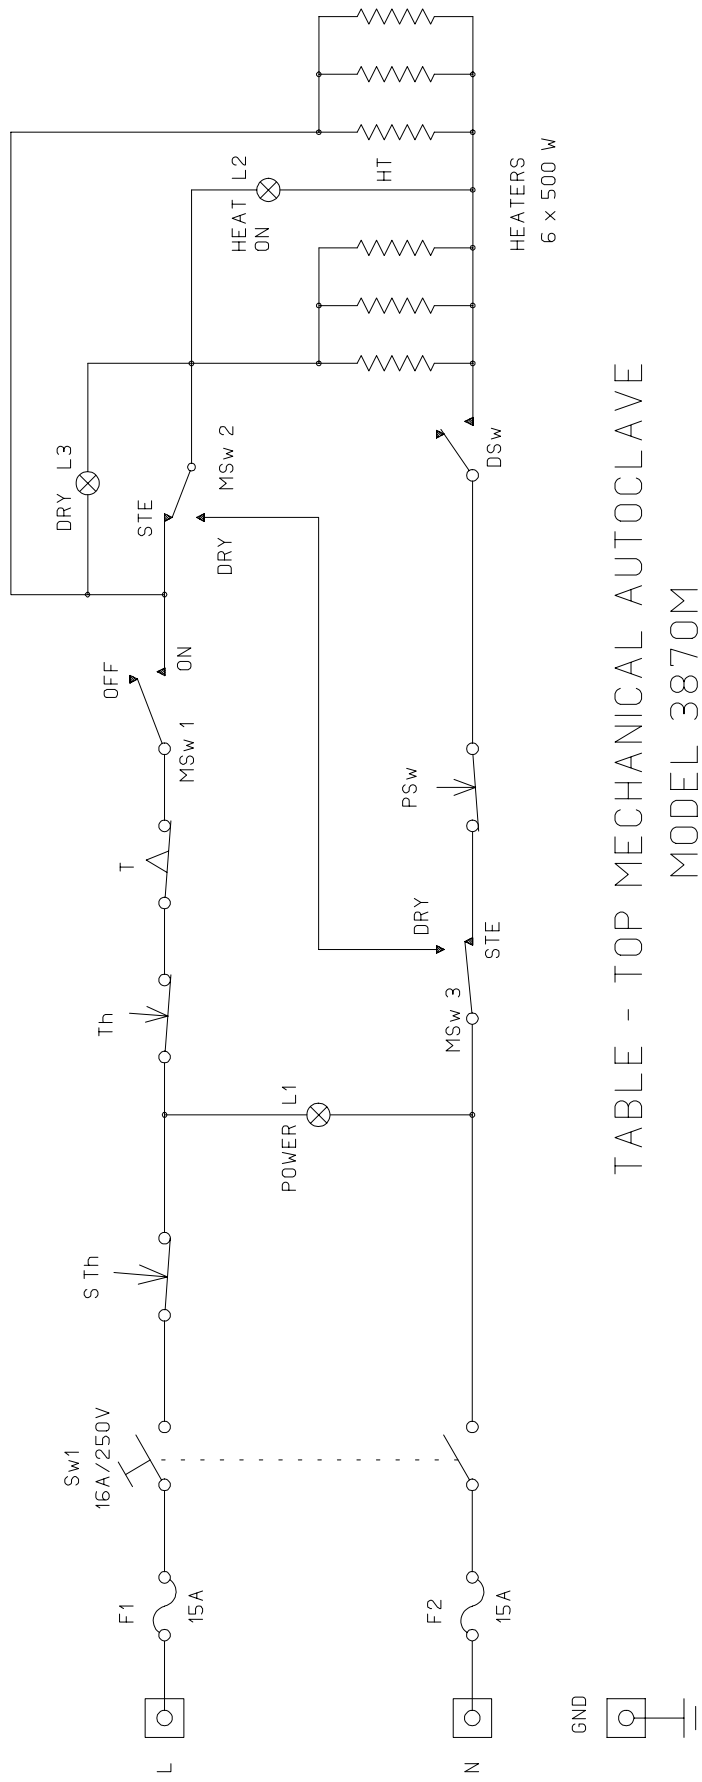 L
N
GND
F1
15A
F2
15A
Sw1
16A/250V
S Th
POWER L1
Th
T
MSw 1
OFF
ON
MSw 3
DRY
STE
PSw
DSw
STE
DRY
MSw 2
DRY L3
HEAT L2
ON
HT
HEATERS
6 x 500 W
TABLE - TOP MECHANICAL AUTOCLAVE
MODEL 3870M